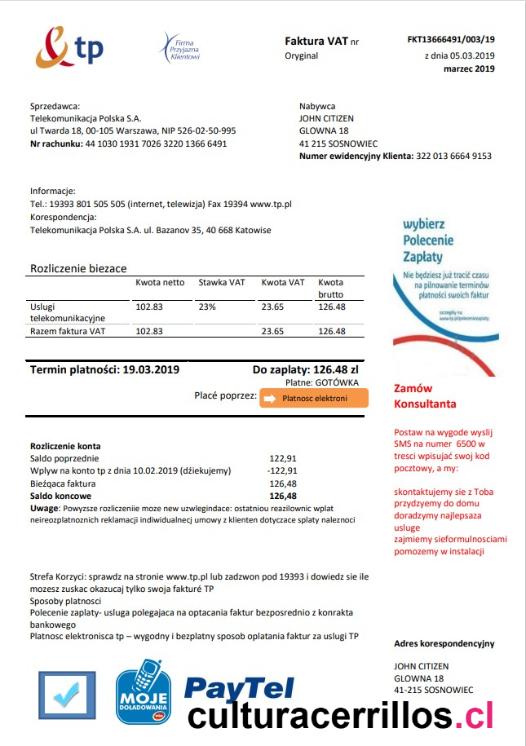 tp
Firma
Przyjazna
Klientowi
Faktura VAT nr
Oryginal
FKT13666491/003/19
z dnia 05.03.2019
marzec 2019
Sprzedawca:
Telekomunikacja Polska S.A.
ul Twarda 18, 00-105 Warszawa, NIP 526-02-50-995
Nr rachunku: 44 1030 1931 7026 3220 1366 6491
Nabywca
JOHN CITIZEN
GLOWNA 18
41 215 SOSNOWIEC
Numer ewidencyjny Klienta: 322 013 6664 9153
Informacje:
Tel.: 19393 801 505 505 (internet, telewizja) Fax 19394 www.tp.pl
Korespondencja:
Telekomunikacja Polska S.A. ul. Bazanov 35, 40 668 Katowise
wybierz
Polecenie
Zapłaty
Nie będziesz już tracić czasu
na pilnowanie terminów
płatności swoich faktur
szczegóły na
Rozliczenie biezace
Kwota netto Stawka VAT Kwota VAT Kwota
brutto
Uslugi 102.83 23% 23.65 126.48
telekomunikacyjne
Razem faktura VAT 102.83 23.65 126.48
Termin platności: 19.03.2019
Do zaplaty: 126.48 zl
Platne: GOTÓWKA
Placé poprzez: Platnosc elektroni
Zamów
Konsultanta
Postaw na wygode wyslij
SMS na numer 6500 w
tresci wpisujać swoj kod
pocztowy, a my:
skontaktujemy sie z Toba
przydzyemy do domu
doradzimy najlepsaza
usluge
zajmiemy sieformulnosciami
pomozemy w instalacji
Rozliczenie konta
Saldo poprzednie 122,91
Wplyw na konto tp z dnia 10.02.2019 (dźiekujemy) -122,91
Bieżąca faktura 126,48
Saldo koncowe 126,48
Uwage: Powyzsze rozliczeniie moze new uzwlegindace: ostatniou reazilownic wplat
neireozplatnoznich reklamacji indiwidualnecj umowy z klienten dotyczace splaty naleznoci
Strefa Korzyci: sprawdz na stronie www.tp.pl lub zadzwon pod 19393 i dowiedz sie ile
mozesz zuskac okazucaj tylko swoja fakturé TP
Sposoby platnosci
Polecenie zaplaty- usluga polegajaca na optacania faktur bezposrednio z konrakta
bankowego
Platnosc elektronisca tp – wygodny i bezplatny sposob oplatania faktur za uslugi TP
Adres korespondencyjny
JOHN CITIZEN
GLOWNA 18
41-215 SOSNOWIEC
MOJE
DOŁADOWANIA
PayTel
culturacerrillos.cl